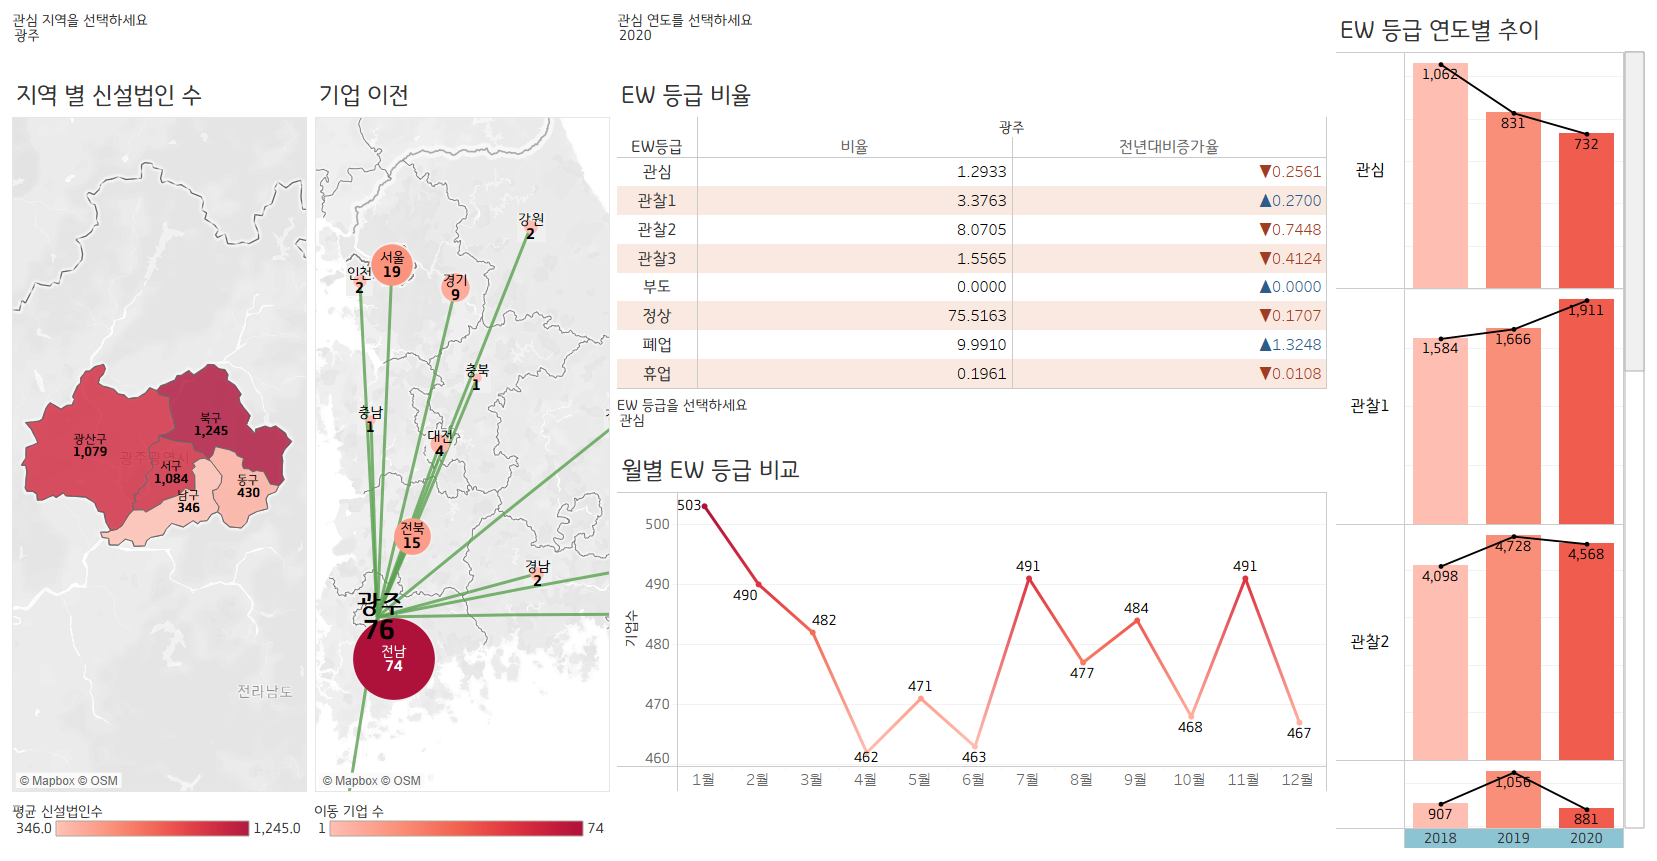 관심 지역을 선택하세요
광주
지역 별 신설법인 수
광산구
1,079
북구
1,245
광주광역시
서구
1,084
동구
430
남구
346
전라남도
© Mapbox © OSM
평균 신설법인수
346.0
1,245.0
기업 이전
강원
2
서울
19
인천
2
경기
9
충북
1
충남
1
대전
4
전북
15
경남
2
광주
76
전남
74
© Mapbox © OSM
이동 기업 수
1
74
관심 연도를 선택하세요
2020
EW 등급 비율
광주
EW등급 비율 전년대비증가율
관심 1.2933 ▼0.2561
관찰1 3.3763 ▲0.2700
관찰2 8.0705 ▼0.7448
관찰3 1.5565 ▼0.4124
부도 0.0000 ▲0.0000
정상 75.5163 ▼0.1707
폐업 9.9910 ▲1.3248
휴업 0.1961 ▼0.0108
EW 등급을 선택하세요
관심
월별 EW 등급 비교
기업수
500
490
480
470
460
503
490
482
462
471
463
491
477
484
468
491
467
1월 2월 3월 4월 5월 6월 7월 8월 9월 10월 11월 12월
EW 등급 연도별 추이
관심
1,062
831
732
관찰1
1,584
1,666
1,911
관찰2
4,098
4,728
4,568
907
1,056
881
2018 2019 2020